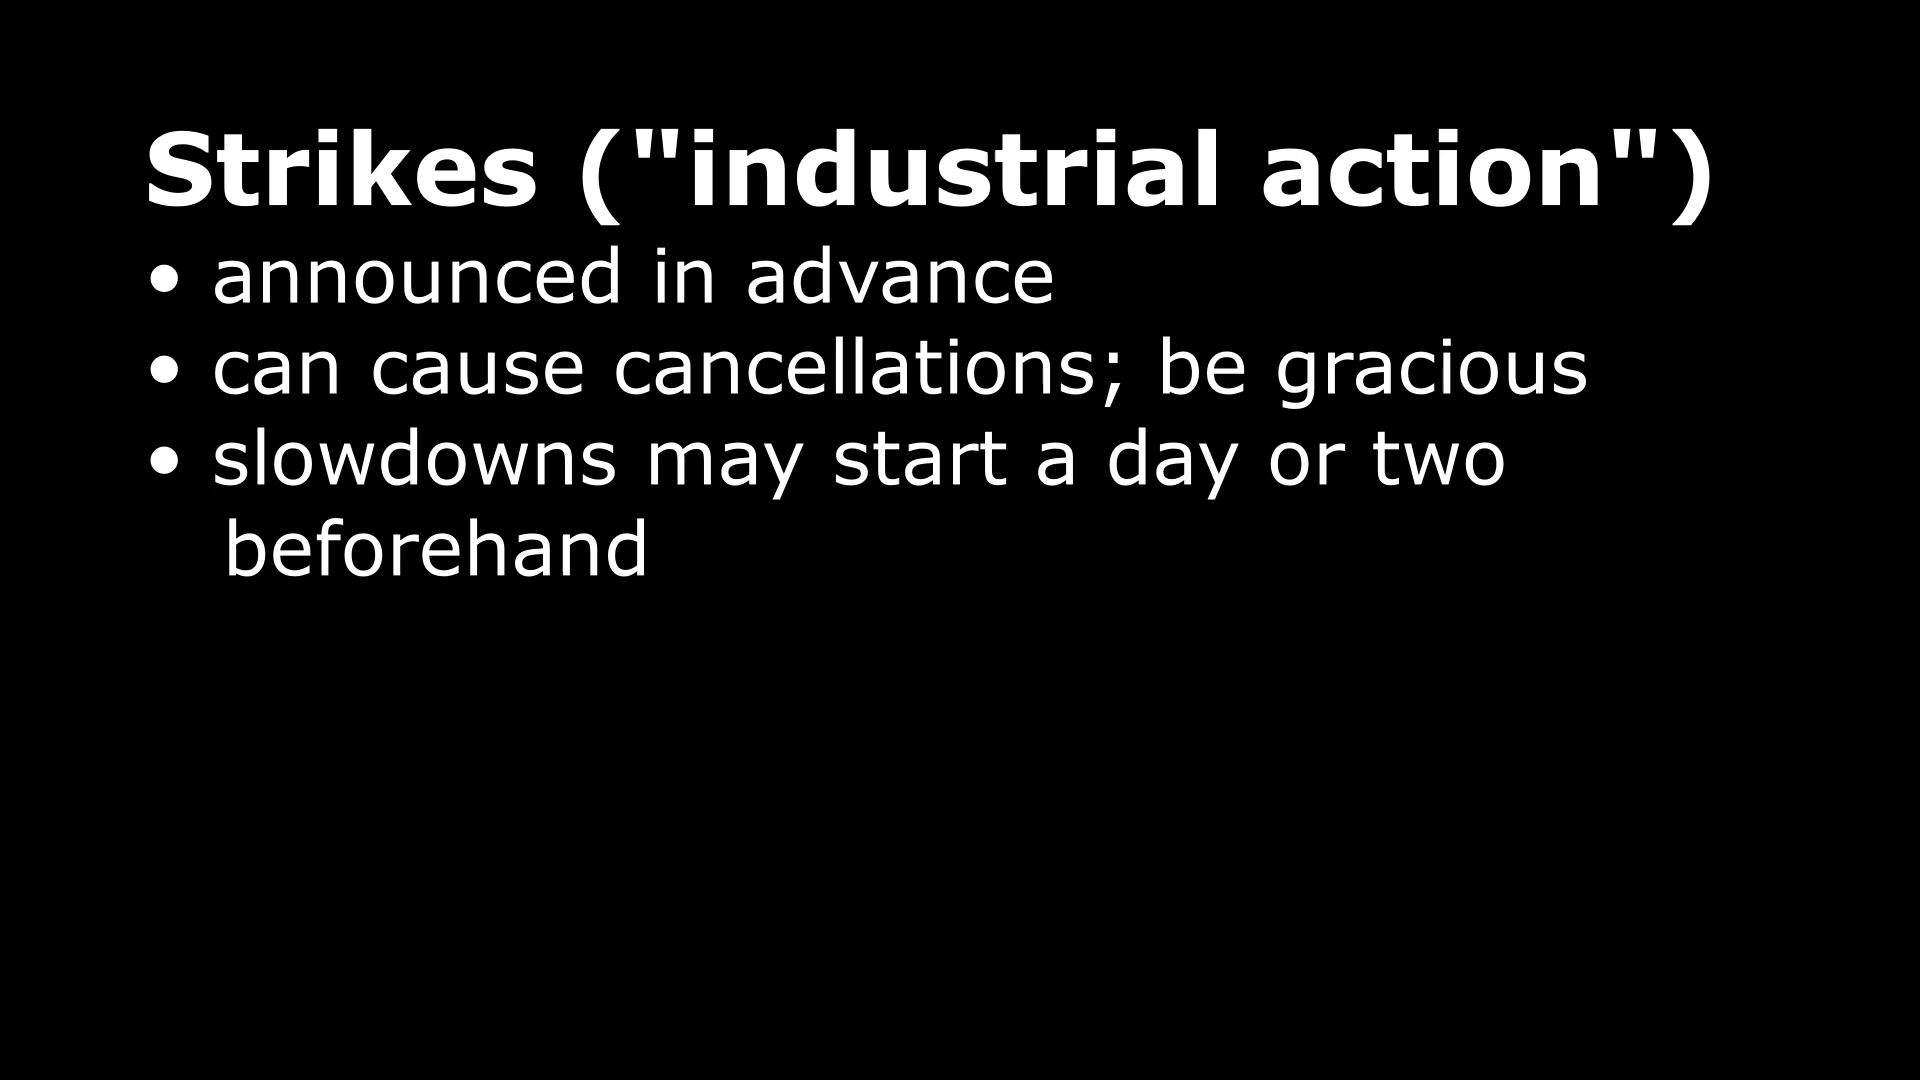 Strikes ("industrial action")
• announced in advance
• can cause cancellations; be gracious
• slowdowns may start a day or two
beforehand